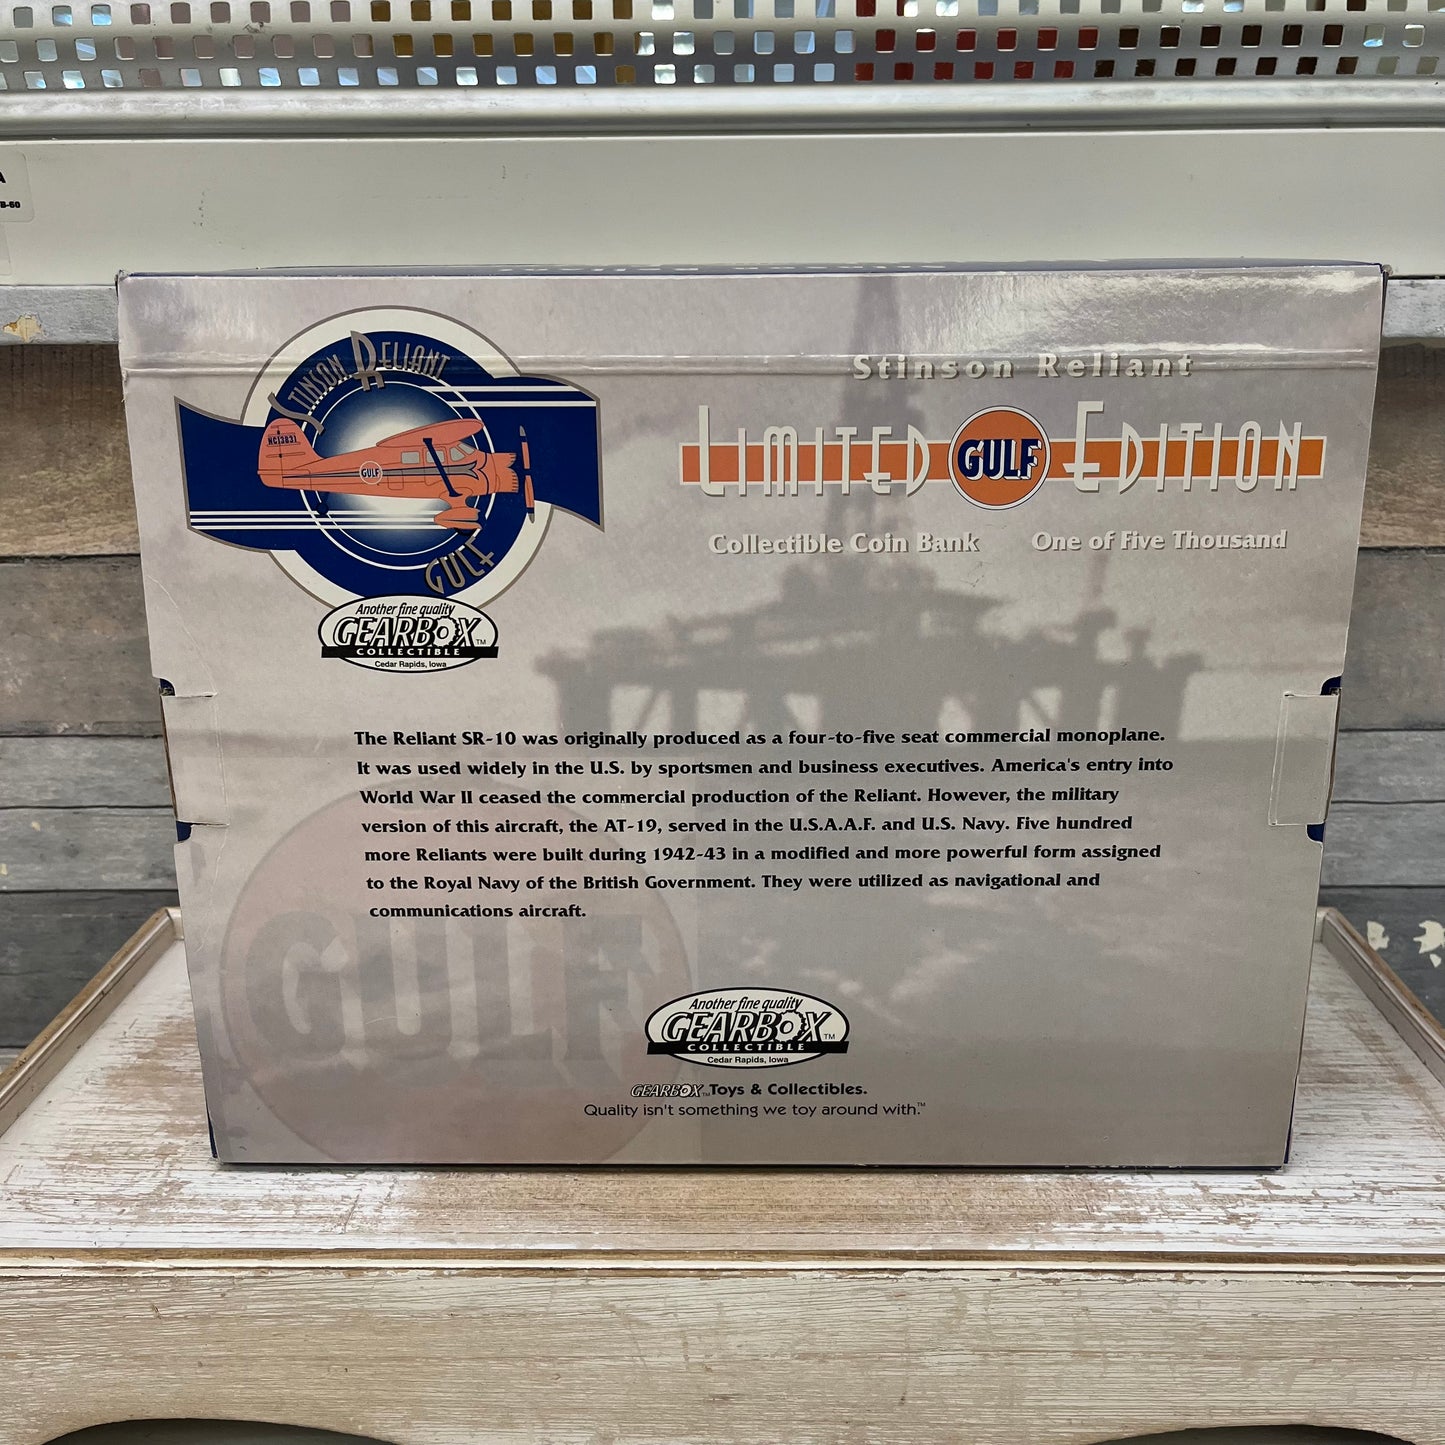 A
B-60
STINSON RELIANT
NC13831
GULF
GULF
Another fine quality
GEARBOX™
COLLECTIBLE
Cedar Rapids, Iowa
Stinson Reliant
LIMITED GULF EDITION
Collectible Coin Bank One of Five Thousand
The Reliant SR-10 was originally produced as a four-to-five seat commercial monoplane.
It was used widely in the U.S. by sportsmen and business executives. America's entry into
World War II ceased the commercial production of the Reliant. However, the military
version of this aircraft, the AT-19, served in the U.S.A.A.F. and U.S. Navy. Five hundred
more Reliants were built during 1942-43 in a modified and more powerful form assigned
to the Royal Navy of the British Government. They were utilized as navigational and
communications aircraft.
GULF
Another fine quality
GEARBOX™
COLLECTIBLE
Cedar Rapids, Iowa
GEARBOX™ Toys & Collectibles.
Quality isn't something we toy around with.™